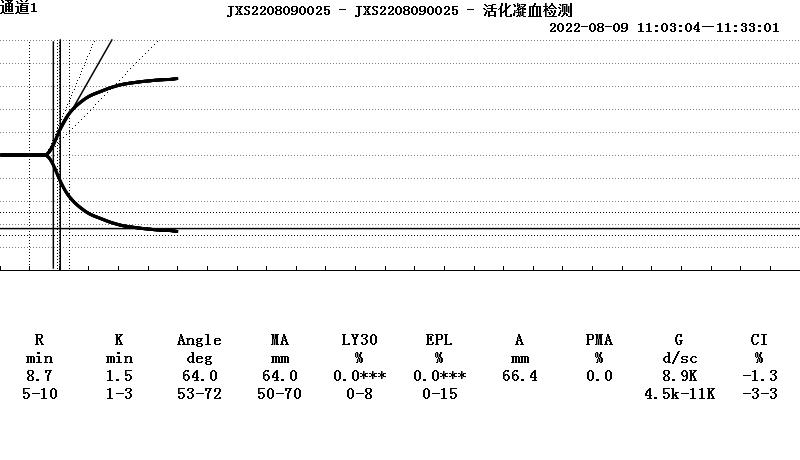 通道1
JXS2208090025 - JXS2208090025 - 活化凝血检测
2022-08-09 11:03:04—11:33:01
R K Angle MA LY30 EPL A PMA G CI
min min deg mm % % mm % d/sc %
8.7 1.5 64.0 64.0 0.0*** 0.0*** 66.4 0.0 8.9K -1.3
5-10 1-3 53-72 50-70 0-8 0-15 4.5k-11K -3-3